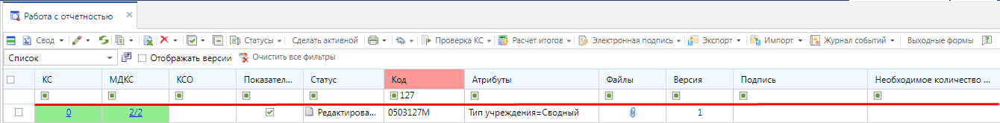 Работа с отчетностью
Свод Статусы Сделать активной Проверка КС Расчет итогов Электронная подпись Экспорт Импорт Журнал событий Выходные формы
Список Отображать версии Очистить все фильтры
КС МДКС КСО Показател... Статус Код Атрибуты Файлы Версия Подпись Необходимое количество ...
127
0 2/2 Редактирова... 0503127М Тип учреждения=Сводный 1